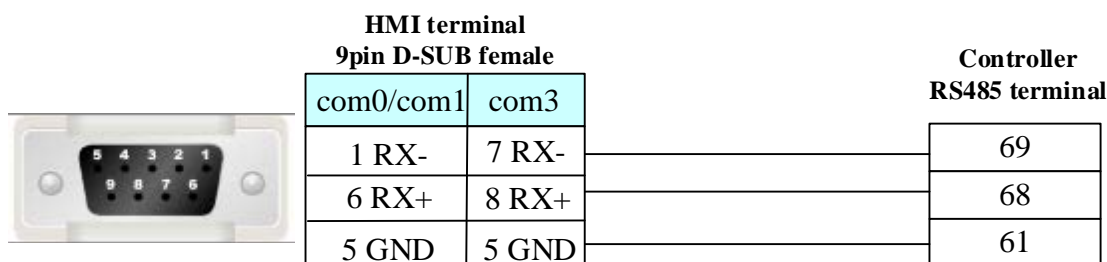 HMI terminal
9pin D-SUB female
Controller
RS485 terminal
com0/com1 com3
5 4 3 2 1
9 8 7 6
1 RX- 7 RX- 69
6 RX+ 8 RX+ 68
5 GND 5 GND 61